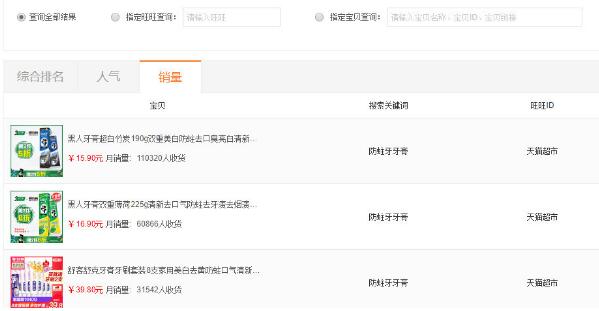 查询全部结果 指定旺旺查询： 请输入旺旺 指定宝贝查询： 请输入宝贝名称、宝贝ID、宝贝链接
综合排名 人气 销量
宝贝 搜索关键词 旺旺ID
黑人牙膏超白竹炭190g双重美白防蛀去口臭亮白清新...
￥15.90元 月销量： 110320人收货
防蛀牙牙膏 天猫超市
黑人牙膏双重薄荷225g清新去口气防蛀去牙渍去烟渍...
￥16.90元 月销量： 60866人收货
防蛀牙牙膏 天猫超市
舒客舒克牙膏牙刷套装8支家用美白去黄防蛀口气清新...
￥39.80元 月销量： 31542人收货
防蛀牙牙膏 天猫超市